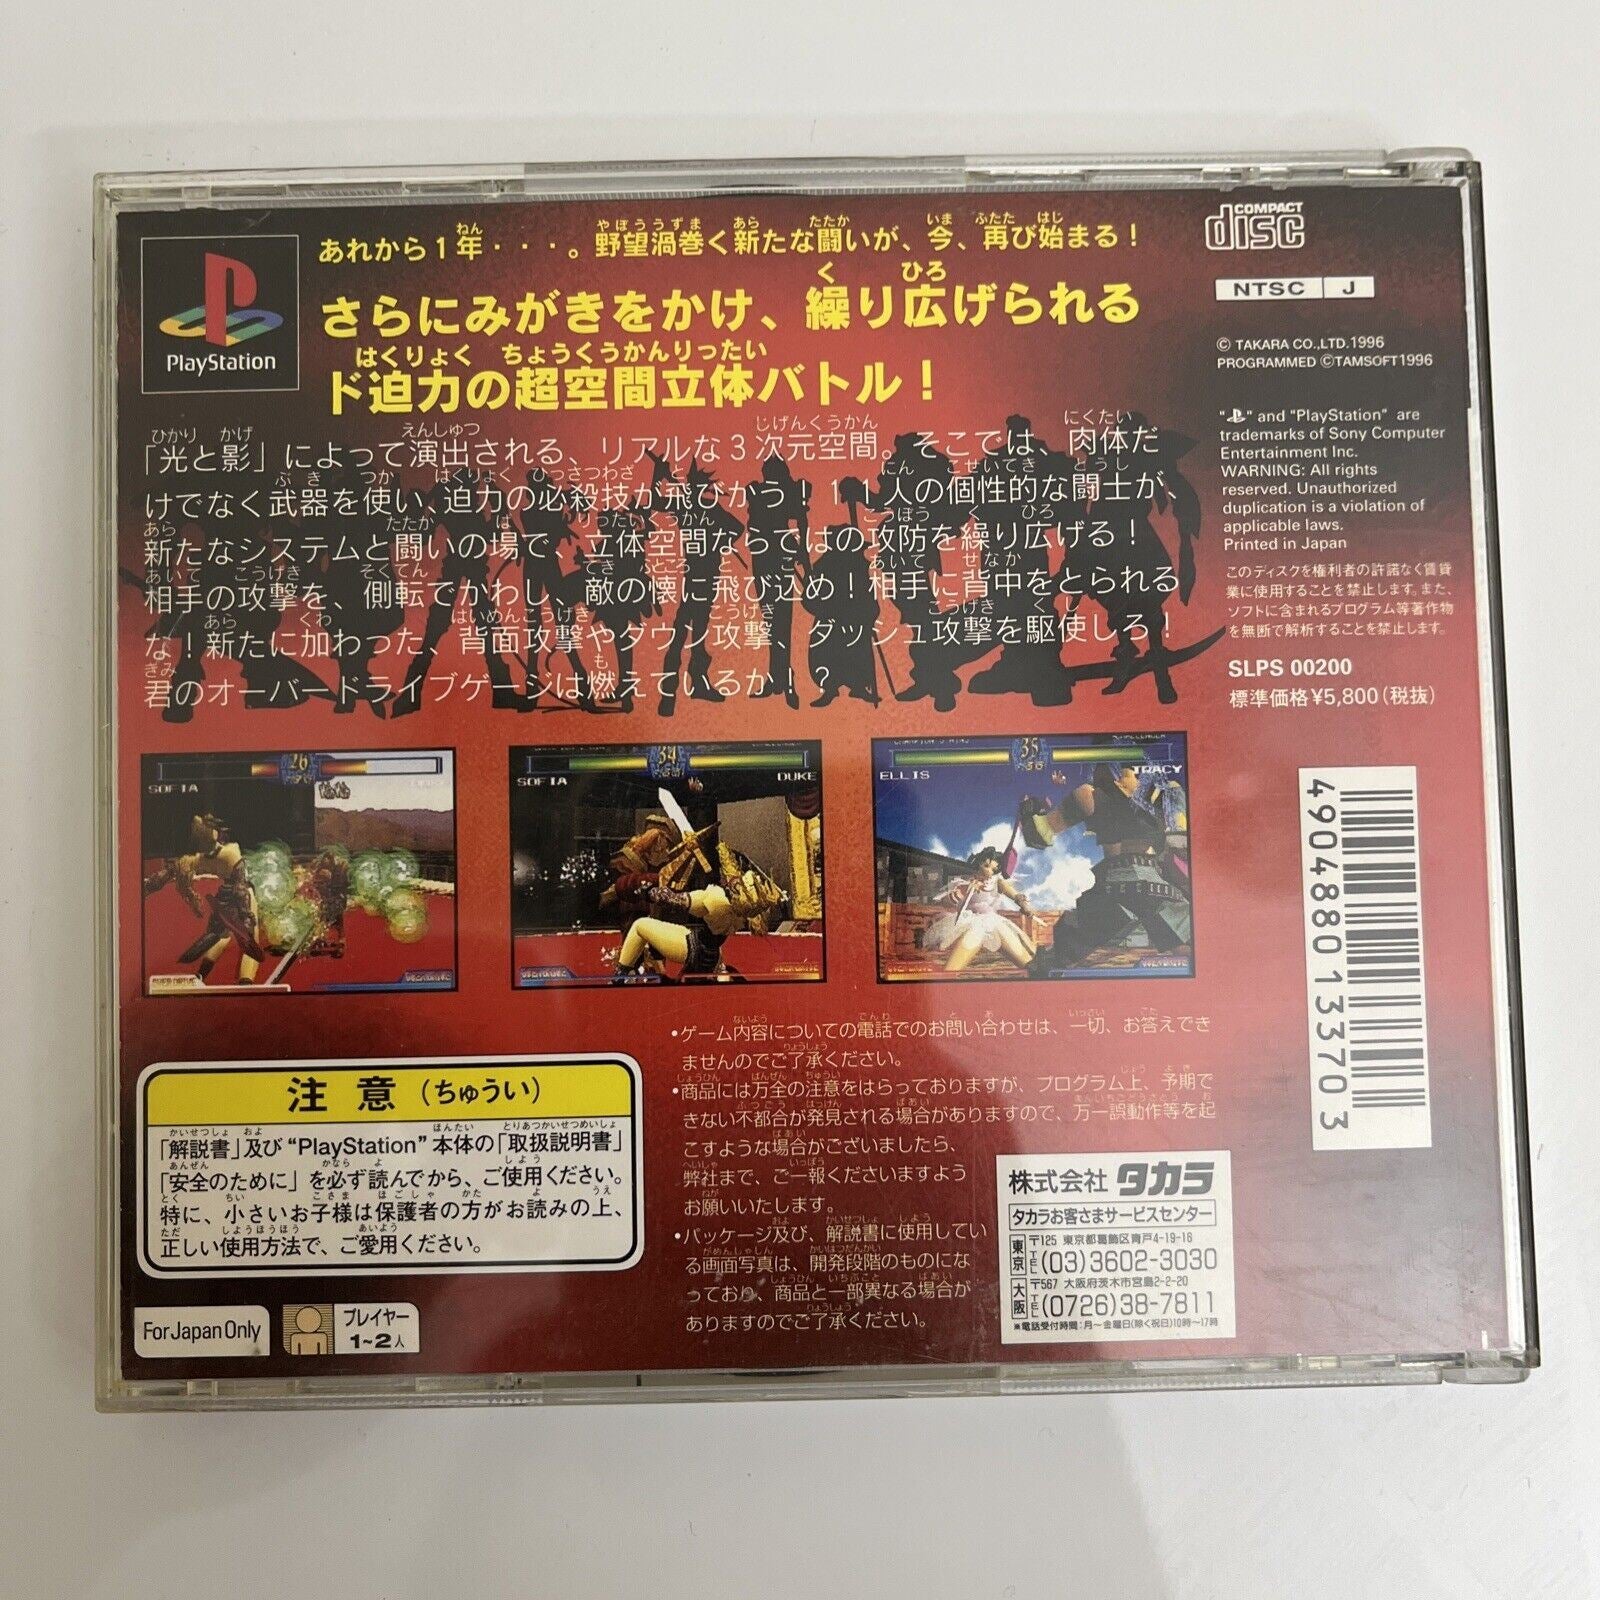 PlayStation
あれから1年・・・。野望渦巻く新たな闘いが、今、再び始まる！
さらにみがきをかけ、繰り広げられる
ド迫力の超空間立体バトル！
「光と影」によって演出される、リアルな3次元空間。そこでは、肉体だ
けでなく武器を使い、迫力の必殺技が飛びかう！11人の個性的な闘士が、
新たなシステムと闘いの場で、立体空間ならではの攻防を繰り広げる！
相手の攻撃を、側転でかわし、敵の懐に飛び込め！相手に背中をとられる
な！新たに加わった、背面攻撃やダウン攻撃、ダッシュ攻撃を駆使しろ！
君のオーバードライブゲージは燃えているか！？
COMPACT
disc
NTSC J
© TAKARA CO.,LTD.1996
PROGRAMMED ©TAMSOFT1996
" " and "PlayStation" are
trademarks of Sony Computer
Entertainment Inc.
WARNING: All rights
reserved. Unauthorized
duplication is a violation of
applicable laws.
Printed in Japan
このディスクを権利者の許諾なく賃貸
業に使用することを禁止します。また、
ソフトに含まれるプログラム等著作物
を無断で解析することを禁止します。
SLPS 00200
標準価格¥5,800(税抜)
26
SOFIA
34
SOFIA DUKE
35
ELLIS TRACY
4904880133703
注意(ちゅうい)
「解説書」及び"PlayStation"本体の「取扱説明書」
「安全のために」を必ず読んでから、ご使用ください。
特に、小さいお子様は保護者の方がお読みの上、
正しい使用方法で、ご愛用ください。
For Japan Only
プレイヤー
1~2人
・ゲーム内容についての電話でのお問い合わせは、一切、お答えでき
ませんのでご了承ください。
・商品には万全の注意をはらっておりますが、プログラム上、予期で
きない不都合が発見される場合がありますので、万一誤動作等を起
こすような場合がございましたら、
弊社まで、ご一報くださいますよう
お願いいたします。
・パッケージ及び、解説書に使用してい
る画面写真は、開発段階のものにな
っており、商品と一部異なる場合が
ありますのでご了承ください。
株式会社タカラ
タカラお客さまサービスセンター
東京 〒125 東京都葛飾区青戸4-19-16
TEL(03)3602-3030
大阪 〒567 大阪府茨木市宮島2-2-20
TEL(0726)38-7811
※電話受付時間:月～金曜日(除く祝日)10時～17時